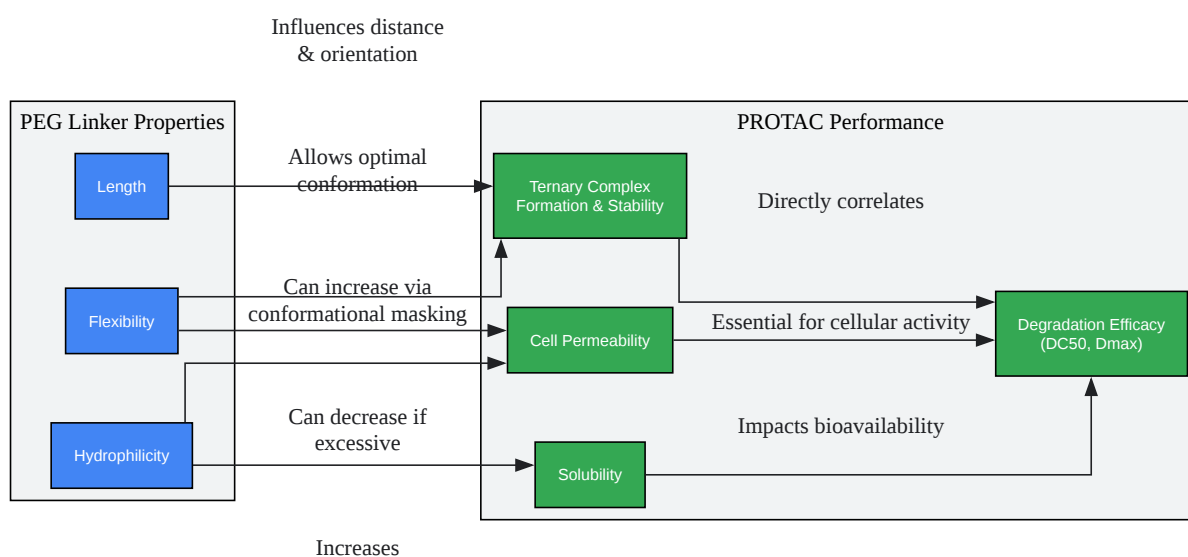 Influences distance
& orientation
PEG Linker Properties
PROTAC Performance
Length
Allows optimal
conformation
Ternary Complex
Formation & Stability
Directly correlates
Flexibility
Can increase via
conformational masking
Cell Permeability
Essential for cellular activity
Degradation Efficacy
(DC50, Dmax)
Hydrophilicity
Can decrease if
excessive
Solubility
Impacts bioavailability
Increases